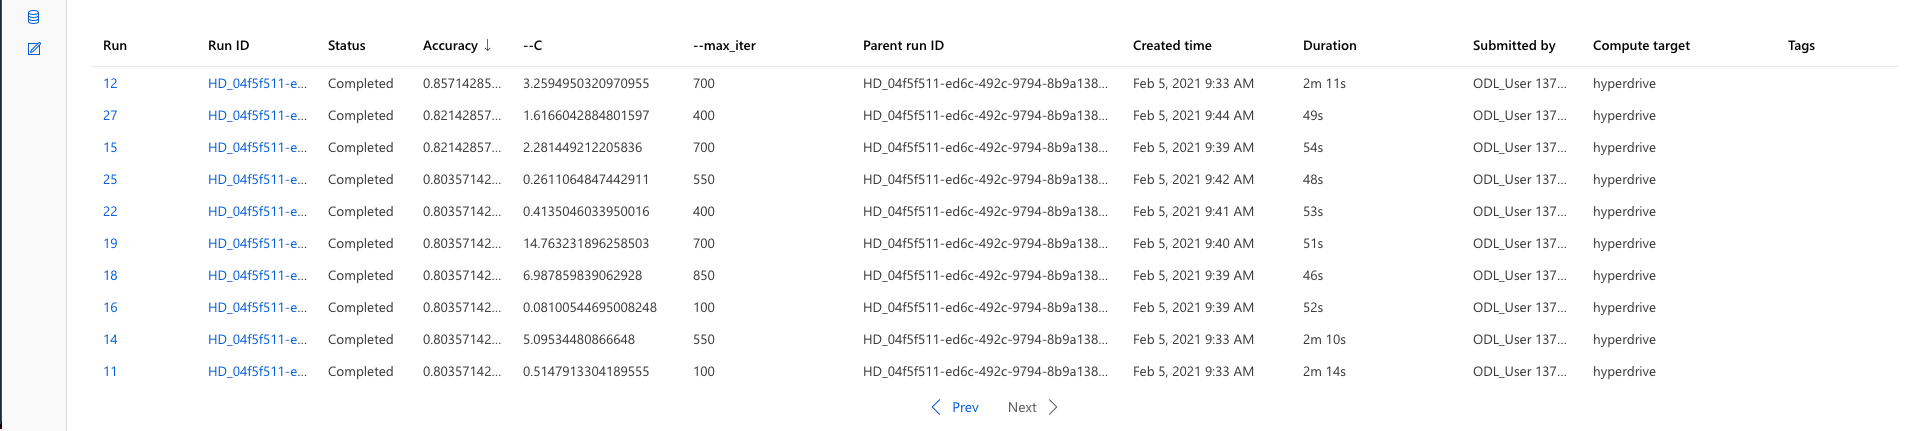 Run Run ID Status Accuracy ↓ --C --max_iter Parent run ID Created time Duration Submitted by Compute target Tags
12 HD_04f5f511-e... Completed 0.85714285... 3.2594950320970955 700 HD_04f5f511-ed6c-492c-9794-8b9a138... Feb 5, 2021 9:33 AM 2m 11s ODL_User 137... hyperdrive
27 HD_04f5f511-e... Completed 0.82142857... 1.6166042884801597 400 HD_04f5f511-ed6c-492c-9794-8b9a138... Feb 5, 2021 9:44 AM 49s ODL_User 137... hyperdrive
15 HD_04f5f511-e... Completed 0.82142857... 2.281449212205836 700 HD_04f5f511-ed6c-492c-9794-8b9a138... Feb 5, 2021 9:39 AM 54s ODL_User 137... hyperdrive
25 HD_04f5f511-e... Completed 0.80357142... 0.2611064847442911 550 HD_04f5f511-ed6c-492c-9794-8b9a138... Feb 5, 2021 9:42 AM 48s ODL_User 137... hyperdrive
22 HD_04f5f511-e... Completed 0.80357142... 0.4135046033950016 400 HD_04f5f511-ed6c-492c-9794-8b9a138... Feb 5, 2021 9:41 AM 53s ODL_User 137... hyperdrive
19 HD_04f5f511-e... Completed 0.80357142... 14.763231896258503 700 HD_04f5f511-ed6c-492c-9794-8b9a138... Feb 5, 2021 9:40 AM 51s ODL_User 137... hyperdrive
18 HD_04f5f511-e... Completed 0.80357142... 6.987859839062928 850 HD_04f5f511-ed6c-492c-9794-8b9a138... Feb 5, 2021 9:39 AM 46s ODL_User 137... hyperdrive
16 HD_04f5f511-e... Completed 0.80357142... 0.08100544695008248 100 HD_04f5f511-ed6c-492c-9794-8b9a138... Feb 5, 2021 9:39 AM 52s ODL_User 137... hyperdrive
14 HD_04f5f511-e... Completed 0.80357142... 5.09534480866648 550 HD_04f5f511-ed6c-492c-9794-8b9a138... Feb 5, 2021 9:33 AM 2m 10s ODL_User 137... hyperdrive
11 HD_04f5f511-e... Completed 0.80357142... 0.5147913304189555 100 HD_04f5f511-ed6c-492c-9794-8b9a138... Feb 5, 2021 9:33 AM 2m 14s ODL_User 137... hyperdrive
Prev Next